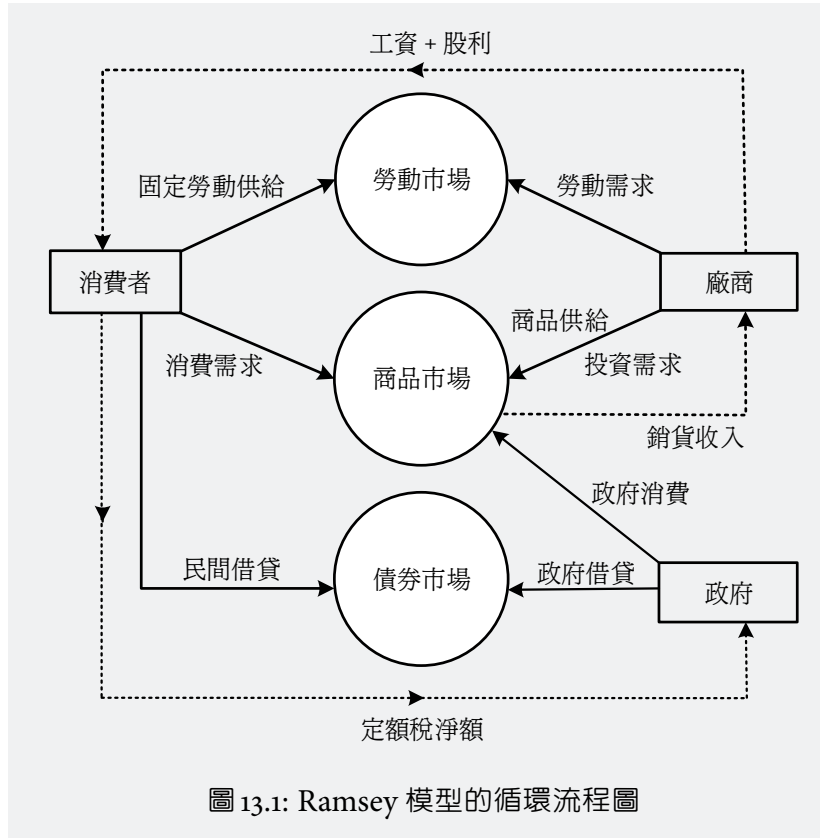 工資 + 股利
固定勞動供給
勞動市場
勞動需求
消費者
廠商
消費需求
商品市場
商品供給
投資需求
銷貨收入
政府消費
民間借貸
債券市場
政府借貸
政府
定額稅淨額
圖 13.1: Ramsey 模型的循環流程圖